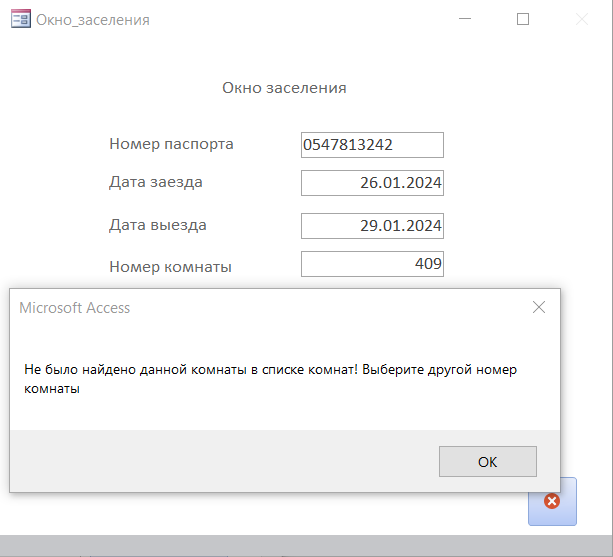 Окно_заселения
Окно заселения
Номер паспорта 0547813242
Дата заезда 26.01.2024
Дата выезда 29.01.2024
Номер комнаты 409
Microsoft Access
Не было найдено данной комнаты в списке комнат! Выберите другой номер
комнаты
ОК